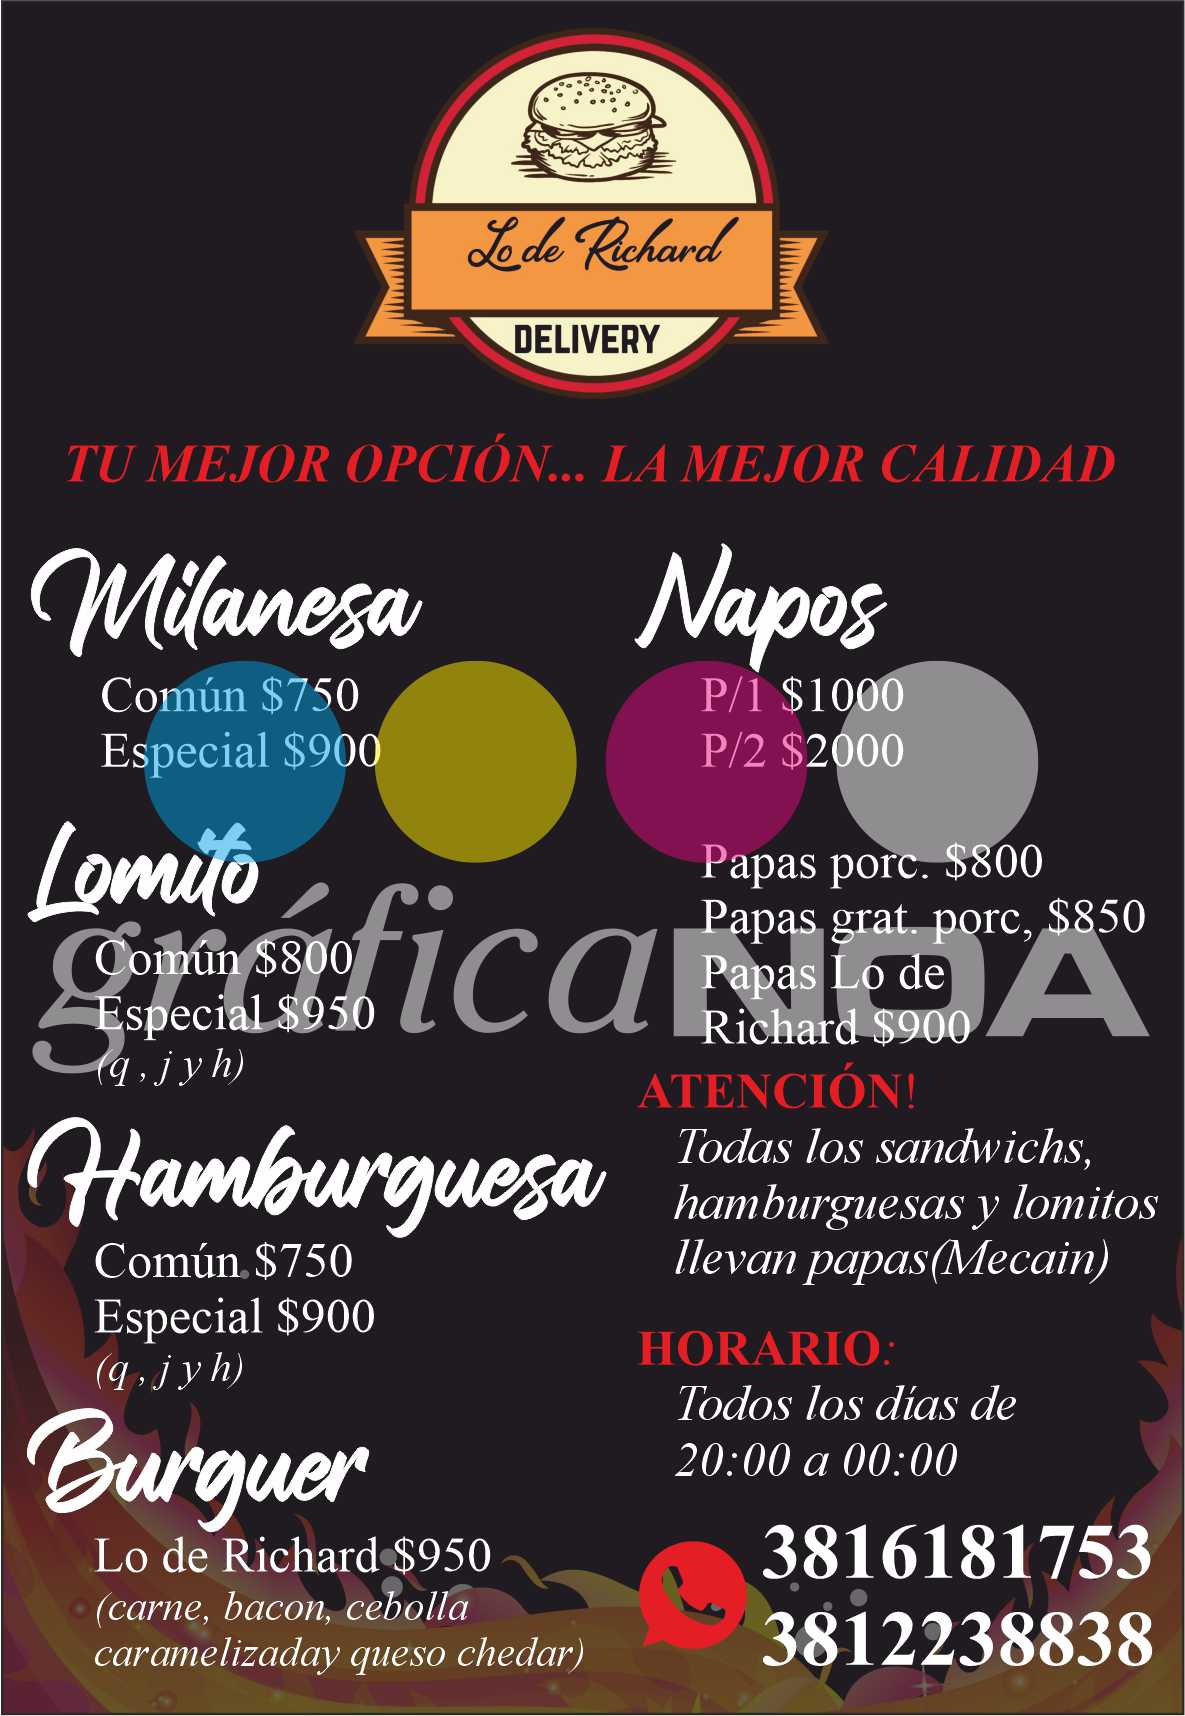 Lo de Richard
DELIVERY
TU MEJOR OPCIÓN... LA MEJOR CALIDAD
Milanesa
Común $750
Especial $900
Lomito
Común $800
Especial $950
(q , j y h)
Hamburguesa
Común $750
Especial $900
(q , j y h)
Burguer
Lo de Richard $950
(carne, bacon, cebolla
caramelizaday queso chedar)
Napos
P/1 $1000
P/2 $2000
Papas porc. $800
Papas grat. porc, $850
Papas Lo de
Richard $900
ATENCIÓN!
Todas los sandwichs,
hamburguesas y lomitos
llevan papas(Mecain)
HORARIO:
Todos los días de
20:00 a 00:00
3816181753
3812238838
gráficaNOA